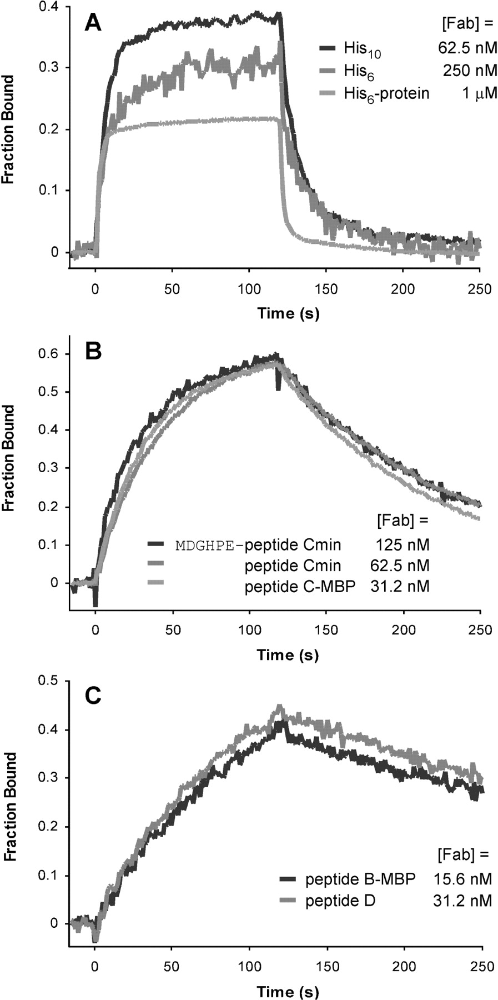 A
[Fab] =
His10 62.5 nM
His6 250 nM
His6-protein 1 μM
0.4
0.3
0.2
0.1
0
Fraction Bound
0 50 100 150 200 250
Time (s)
B
0.6
0.5
0.4
0.3
0.2
0.1
0
Fraction Bound
[Fab] =
MDGHPE-peptide Cmin 125 nM
peptide Cmin 62.5 nM
peptide C-MBP 31.2 nM
0 50 100 150 200 250
Time (s)
C
0.5
0.4
0.3
0.2
0.1
0
Fraction Bound
[Fab] =
peptide B-MBP 15.6 nM
peptide D 31.2 nM
0 50 100 150 200 250
Time (s)